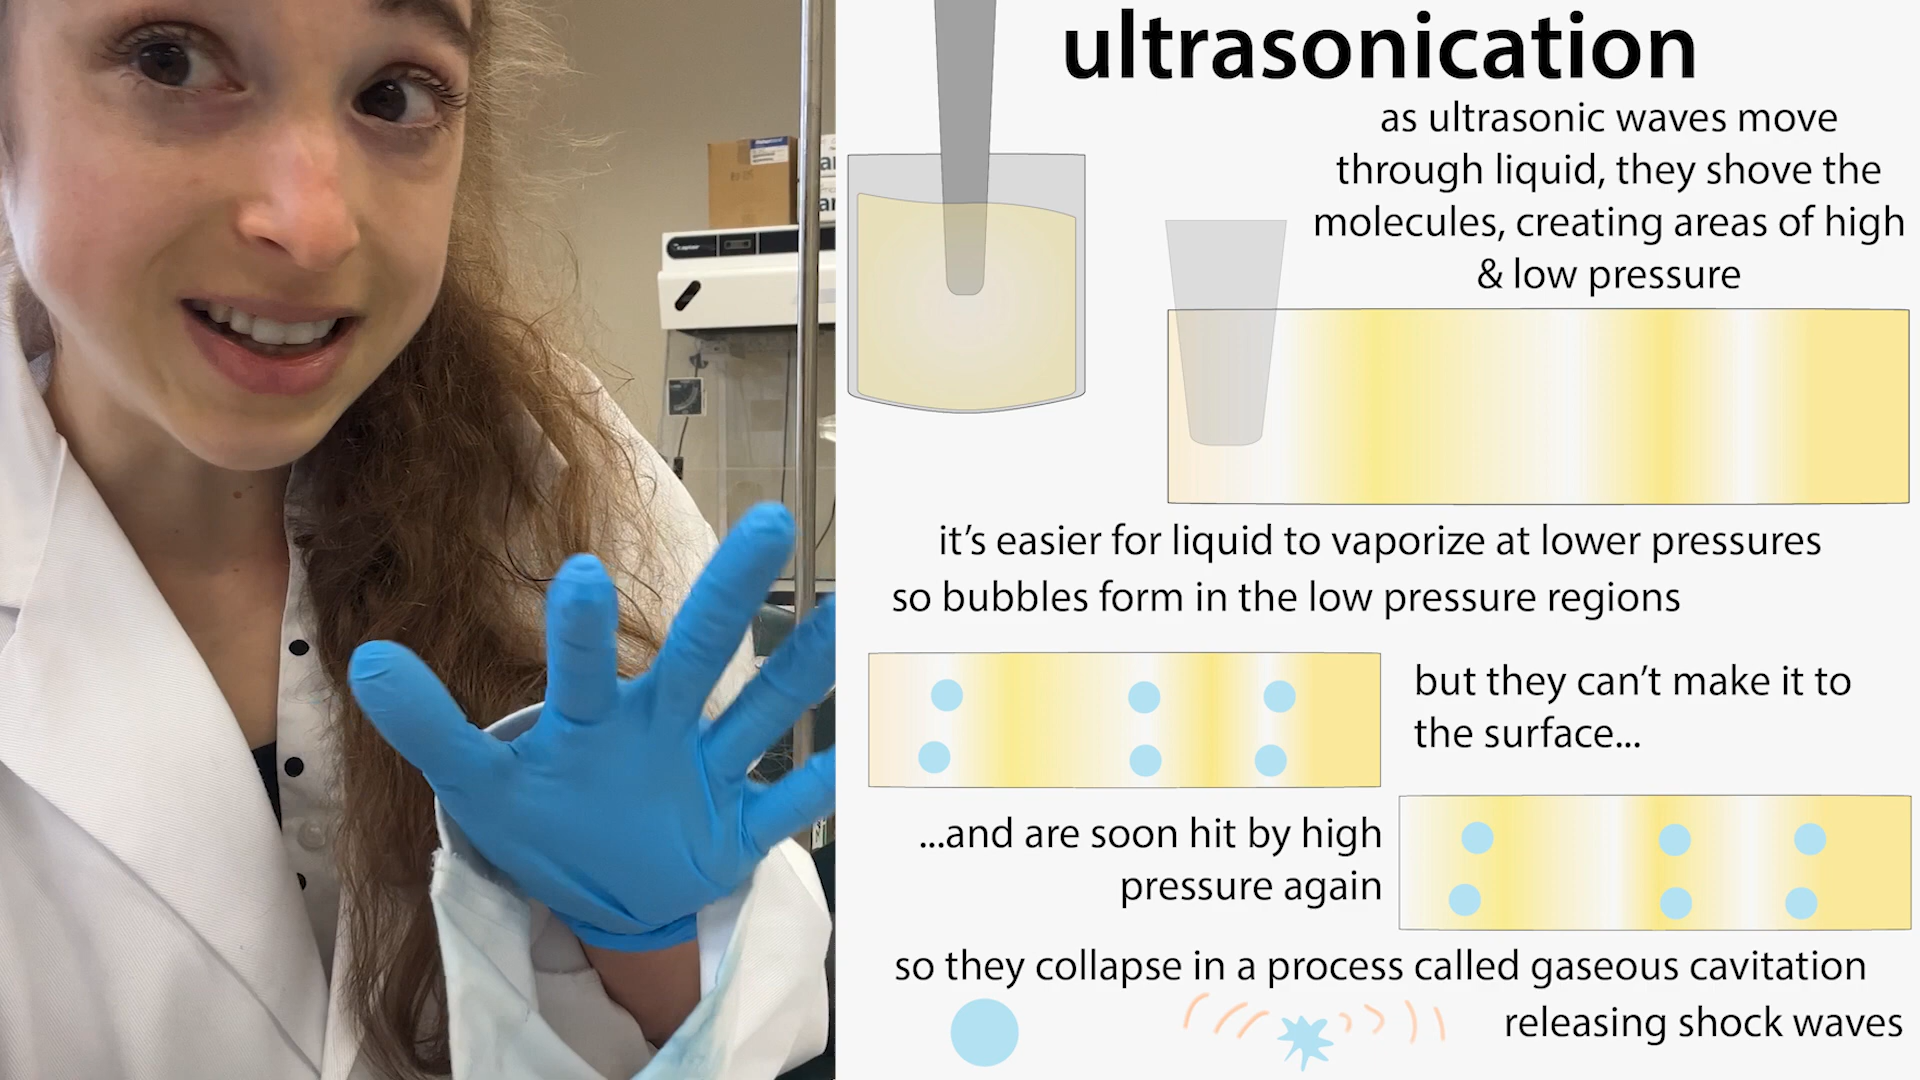 ultrasonication
as ultrasonic waves move
through liquid, they shove the
molecules, creating areas of high
& low pressure
it’s easier for liquid to vaporize at lower pressures
so bubbles form in the low pressure regions
but they can’t make it to
the surface...
...and are soon hit by high
pressure again
so they collapse in a process called gaseous cavitation
releasing shock waves